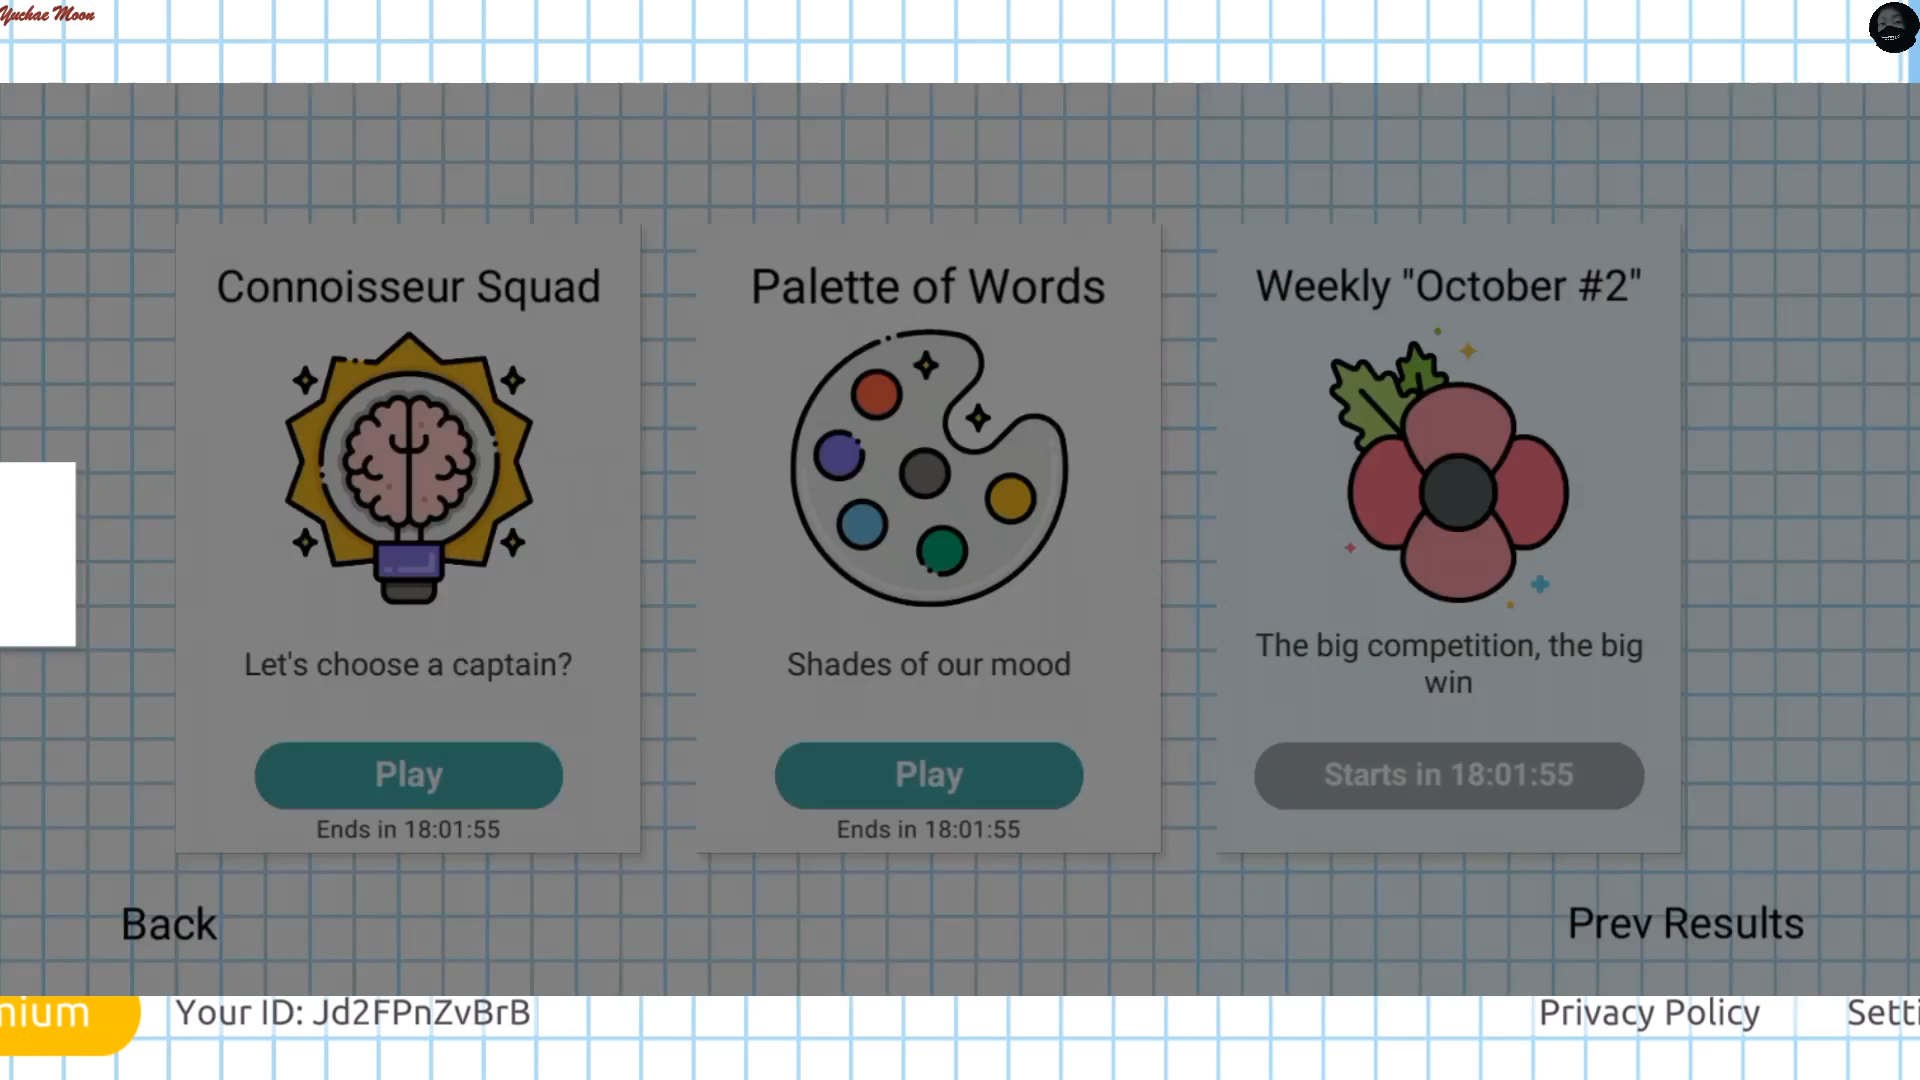 Yuchae Moon
Connoisseur Squad
Let's choose a captain?
Play
Ends in 18:01:55
Palette of Words
Shades of our mood
Play
Ends in 18:01:55
Weekly "October #2"
The big competition, the big
win
Starts in 18:01:55
Back
Prev Results
nium
Your ID: Jd2FPnZvBrB
Privacy Policy
Setti